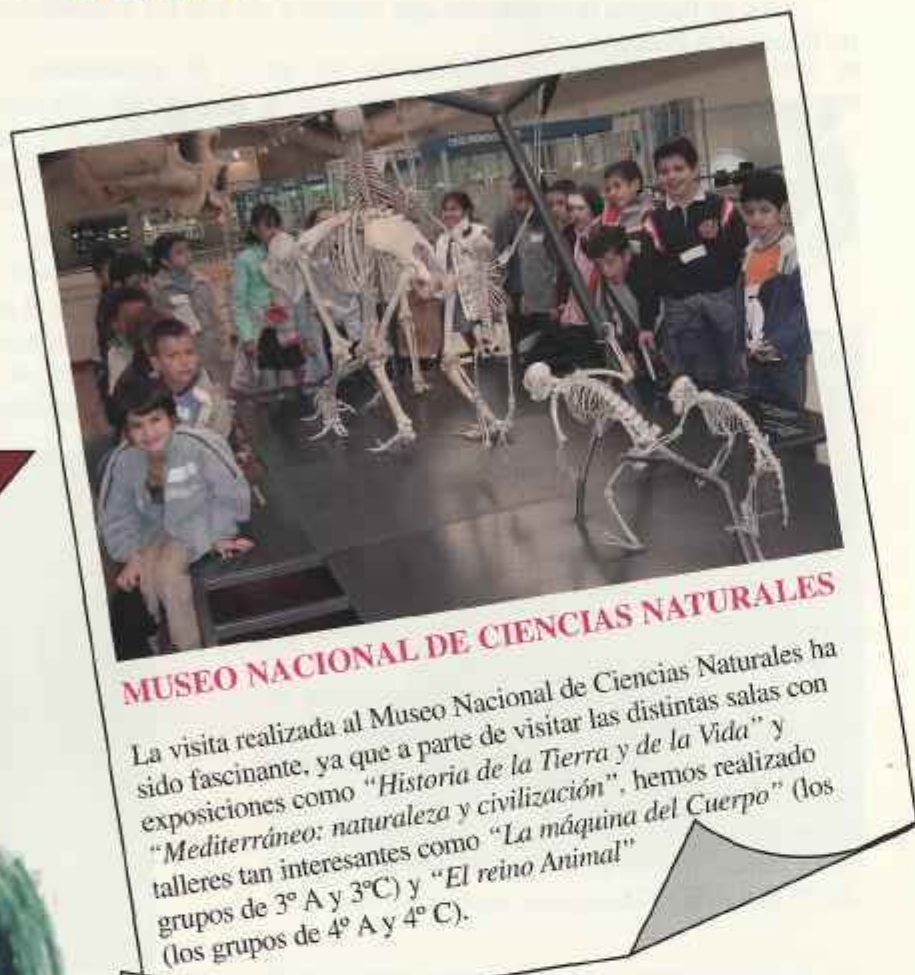 MUSEO NACIONAL DE CIENCIAS NATURALES
La visita realizada al Museo Nacional de Ciencias Naturales ha
sido fascinante, ya que a parte de visitar las distintas salas con
exposiciones como "Historia de la Tierra y de la Vida" y
"Mediterráneo: naturaleza y civilización", hemos realizado
talleres tan interesantes como "La máquina del Cuerpo" (los
grupos de 3º A y 3ºC) y "El reino Animal"
(los grupos de 4º A y 4º C).